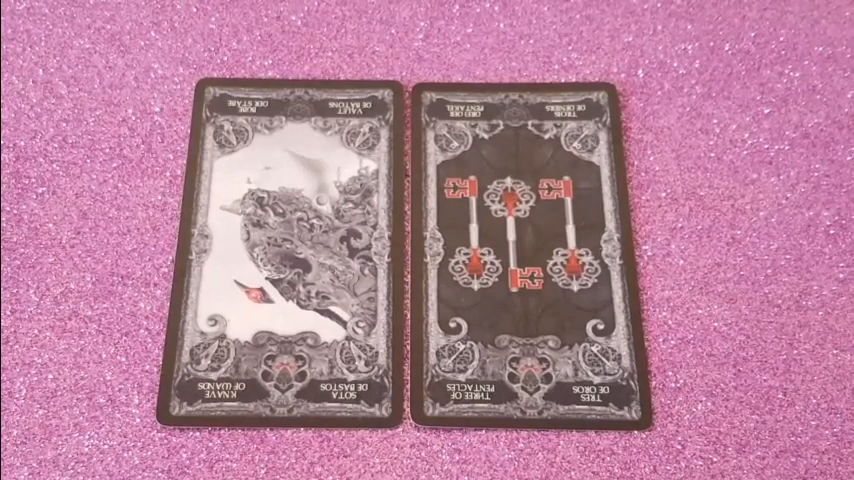 KNAVE
OF WANDS
SOTA
DE BASTOS
BUBE
DER STÄBE
VALET
DE BATONS
THREE OF
PENTACLES
TRES
DE OROS
DREI DER
PENTAKEL
TROIS
DE DENIERS